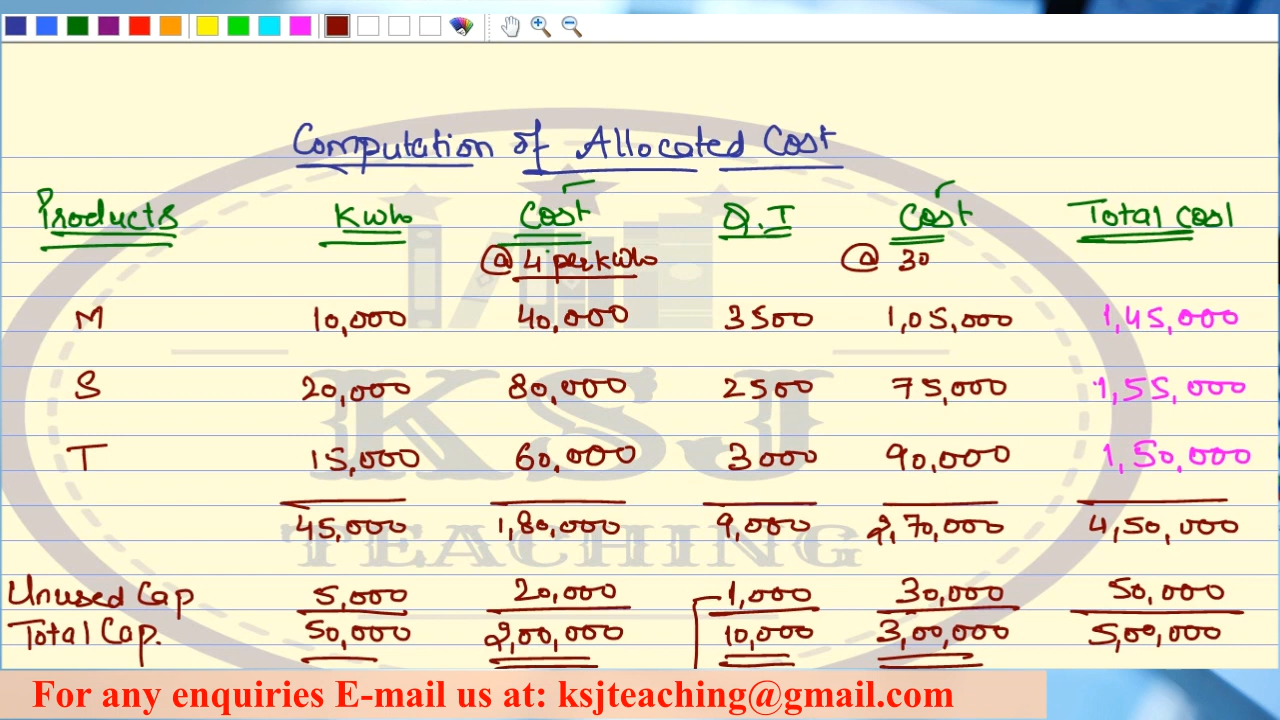 Computation of Allocated Cost
Products Kwh Cost Q.I Cost Total cost
@ 4 per kwh @ 30
M 10,000 40,000 3500 1,05,000 1,45,000
S 20,000 80,000 2500 75,000 1,55,000
T 15,000 60,000 3000 90,000 1,50,000
45,000 1,80,000 9,000 2,70,000 4,50,000
Unused Cap 5,000 20,000 1,000 30,000 50,000
Total Cap. 50,000 2,00,000 10,000 3,00,000 5,00,000
KSJ
TEACHING
For any enquiries E-mail us at: ksjteaching@gmail.com